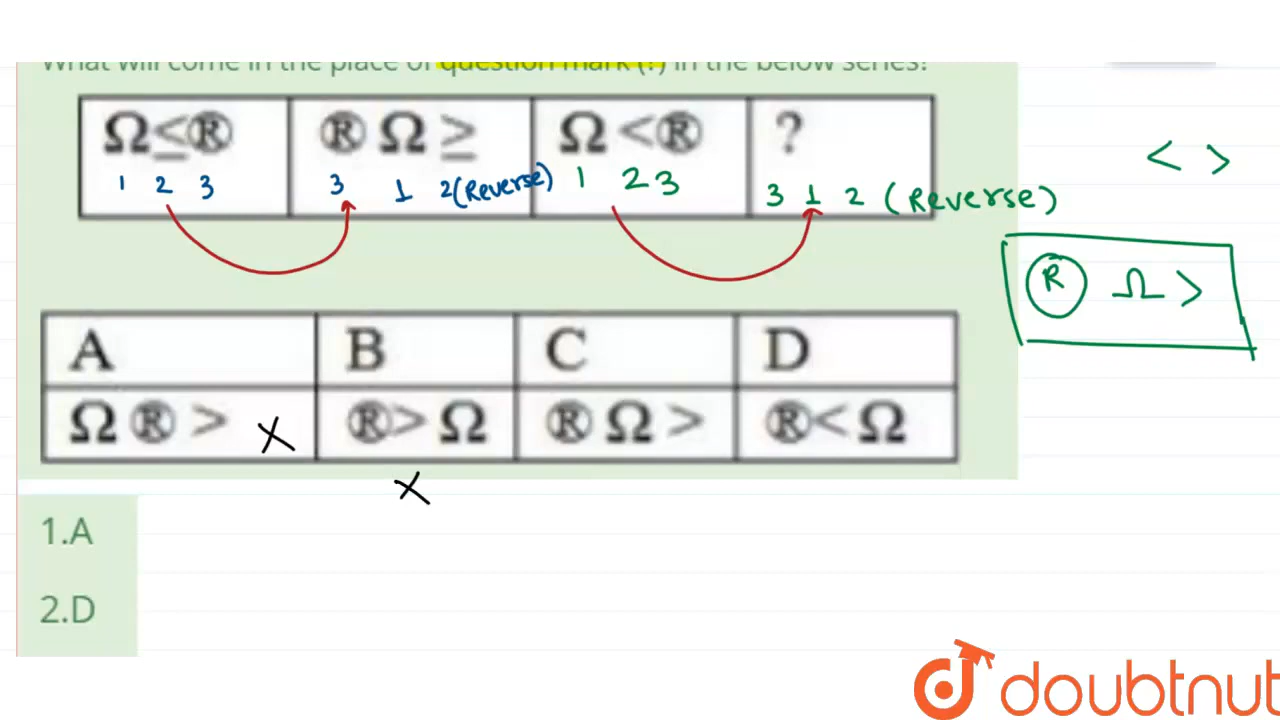 What will come in the place of question mark (?) in the below series?
Ω≤® ® Ω ≥ Ω <® ?
1 2 3 3 1 2 (Reverse) 1 2 3 3 1 2 (Reverse)
< >
® Ω >
A B C D
Ω ® > X ®> Ω ® Ω > ®< Ω
X
1.A
2.D
doubtnut